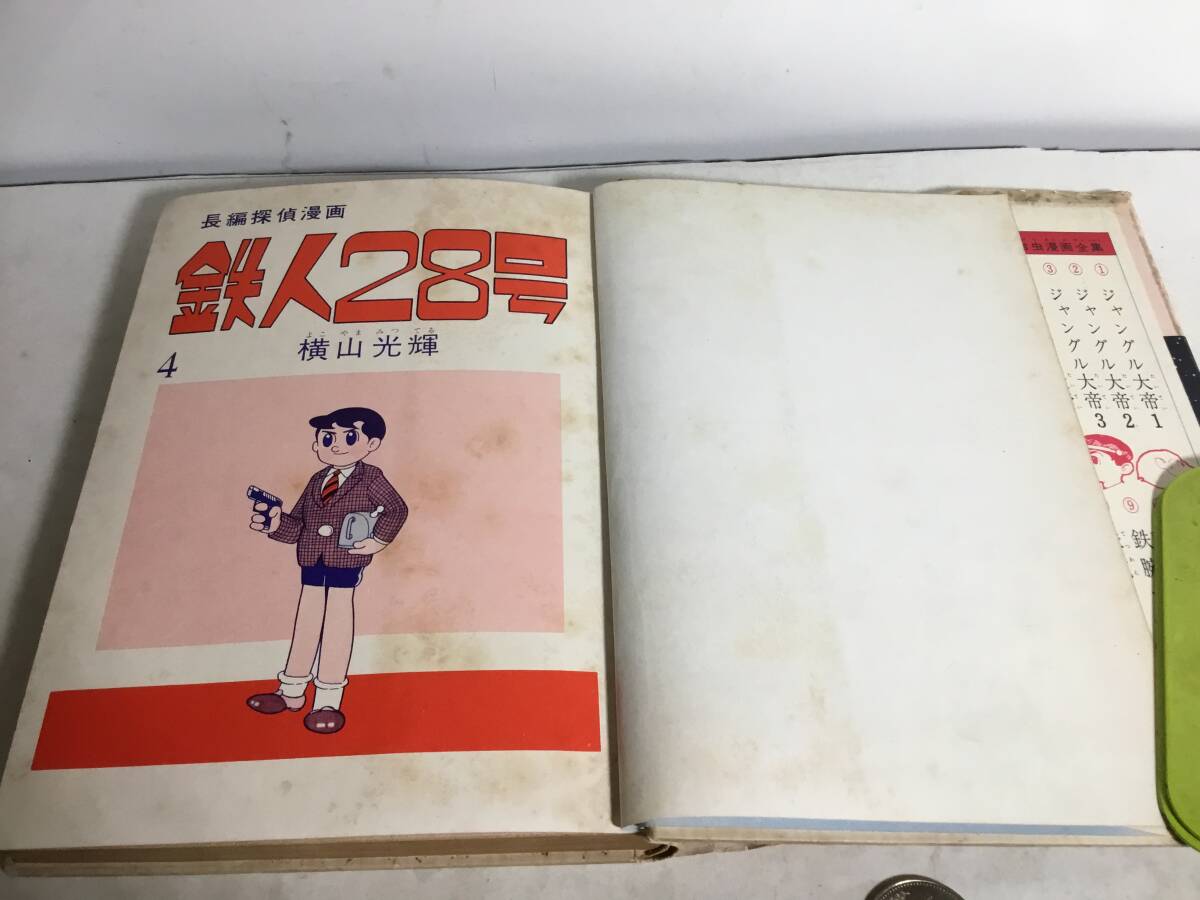 長編探偵漫画
鉄人28号
よこ やま みつ てる
横山光輝
4
虫漫画全集
①
ジャングル大帝1
②
ジャングル大帝2
③
ジャングル大帝3
⑨
鉄